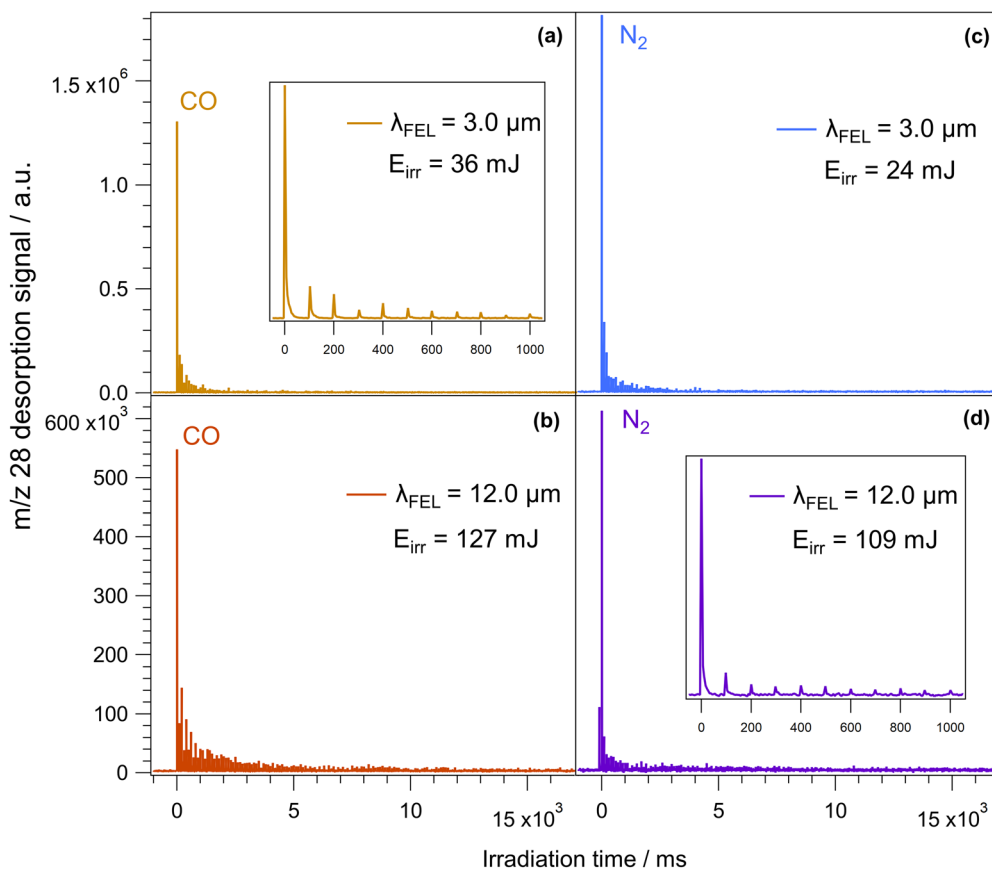 m/z 28 desorption signal / a.u.
1.5 x10⁶
1.0
0.5
0.0
(a)
CO
λFEL = 3.0 µm
Eirr = 36 mJ
0 200 400 600 800 1000
(c)
N₂
λFEL = 3.0 µm
Eirr = 24 mJ
600 x10³
500
400
300
200
100
0
(b)
CO
λFEL = 12.0 µm
Eirr = 127 mJ
0 5 10 15 x10³
(d)
N₂
λFEL = 12.0 µm
Eirr = 109 mJ
0 200 400 600 800 1000
0 5 10 15 x10³
Irradiation time / ms